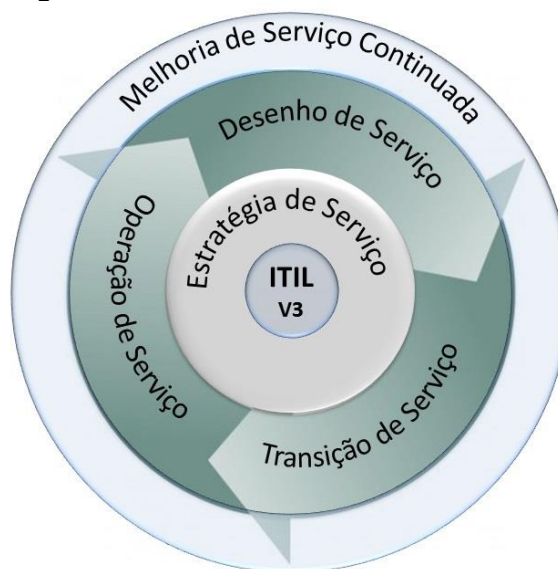 Melhoria de Serviço Continuada
Desenho de Serviço
Estratégia de Serviço
ITIL
V3
Operação de Serviço
Transição de Serviço